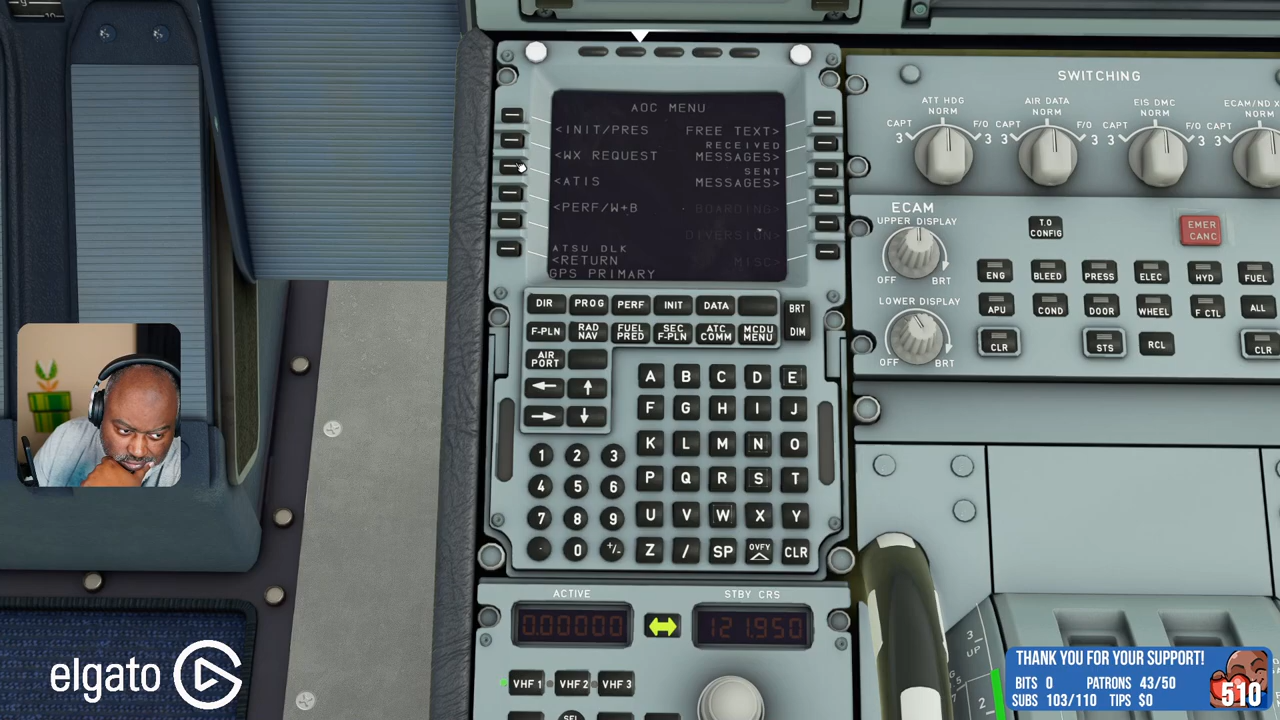 SWITCHING
AOC MENU
<INIT/PRES FREE TEXT>
RECEIVED
<WX REQUEST MESSAGES>
SENT
<ATIS MESSAGES>
<PERF/W+B BOARDING>
DIVERSION>
ATSU DLK
<RETURN MISC>
GPS PRIMARY
ATT HDG
NORM
CAPT F/O
3 3
AIR DATA
NORM
CAPT F/O
3 3
EIS DMC
NORM
CAPT F/O
3 3
ECAM/ND X
NORM
CAPT
3
ECAM
UPPER DISPLAY
OFF BRT
LOWER DISPLAY
OFF BRT
T.O
CONFIG
EMER
CANC
ENG BLEED PRESS ELEC HYD FUEL
APU COND DOOR WHEEL F CTL ALL
CLR STS RCL CLR
DIR PROG PERF INIT DATA
BRT
DIM
F-PLN RAD NAV FUEL PRED SEC F-PLN ATC COMM MCDU MENU
AIR PORT
← ↑
→ ↓
A B C D E
F G H I J
K L M N O
P Q R S T
U V W X Y
Z / SP OVFY CLR
1 2 3
4 5 6
7 8 9
. 0 +/-
ACTIVE STBY CRS
0.00000 121.950
VHF 1 VHF 2 VHF 3
SEL
3
UP
2
elgato
THANK YOU FOR YOUR SUPPORT!
BITS 0 PATRONS 43/50
SUBS 103/110 TIPS $0
510